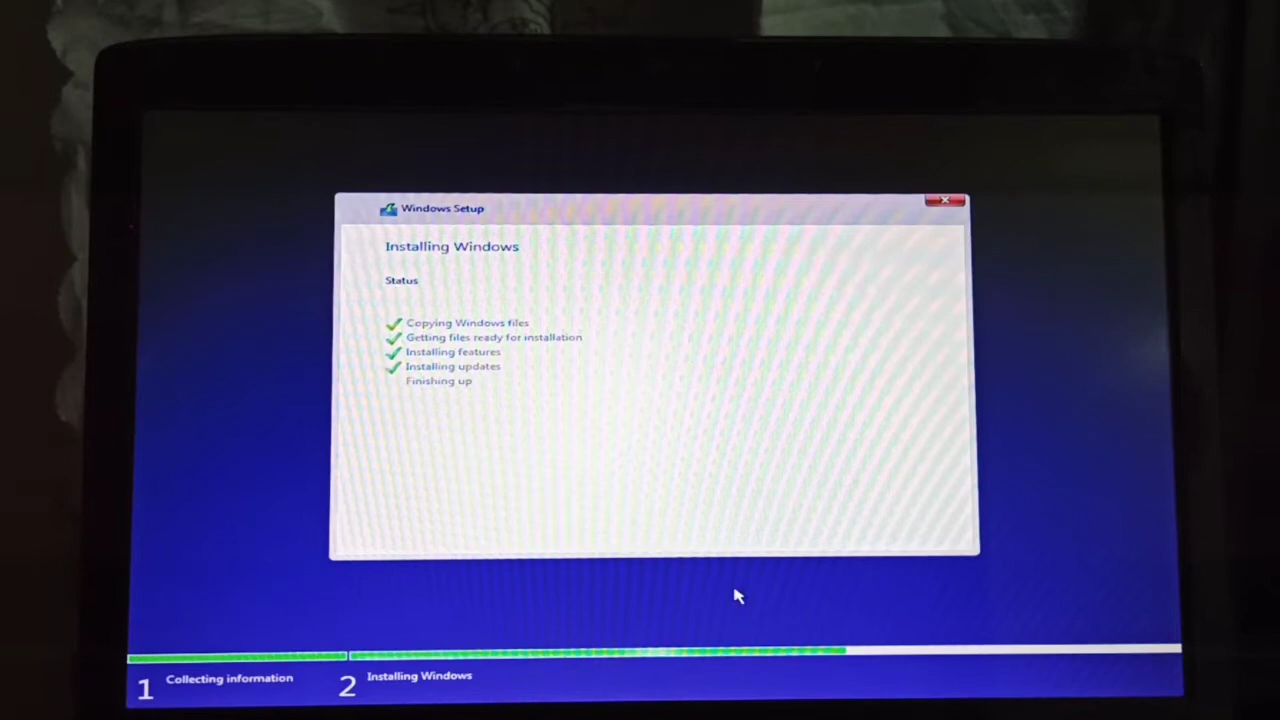 Windows Setup
Installing Windows
Status
Copying Windows files
Getting files ready for installation
Installing features
Installing updates
Finishing up
1 Collecting information
2 Installing Windows